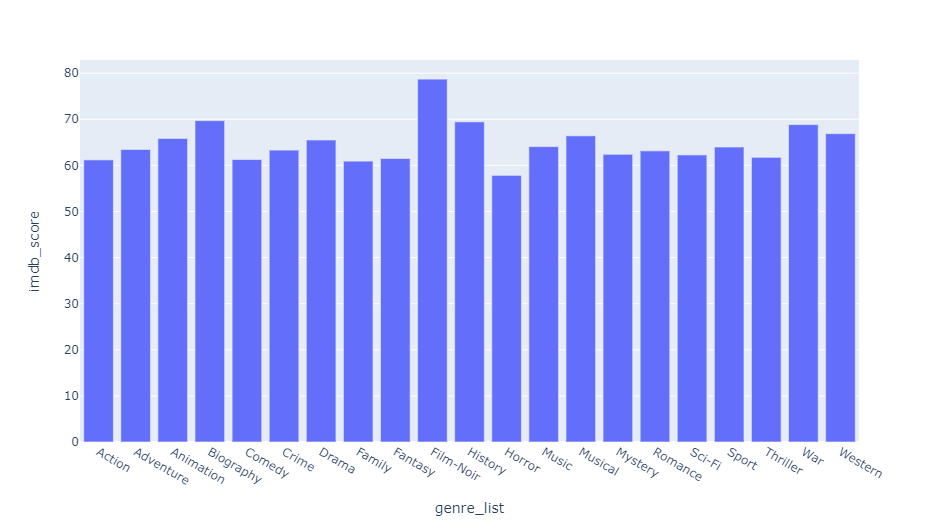 80
70
60
50
40
30
20
10
0
imdb_score
Action
Adventure
Animation
Biography
Comedy
Crime
Drama
Family
Fantasy
Film-Noir
History
Horror
Music
Musical
Mystery
Romance
Sci-Fi
Sport
Thriller
War
Western
genre_list